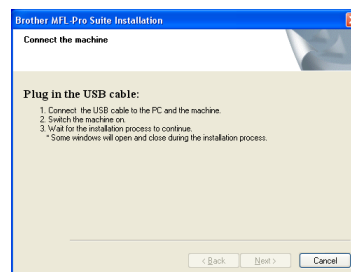 Brother MFL-Pro Suite Installation
Connect the machine
Plug in the USB cable:
1. Connect the USB cable to the PC and the machine.
2. Switch the machine on.
3. Wait for the installation process to continue.
* Some windows will open and close during the installation process.
< Back Next > Cancel